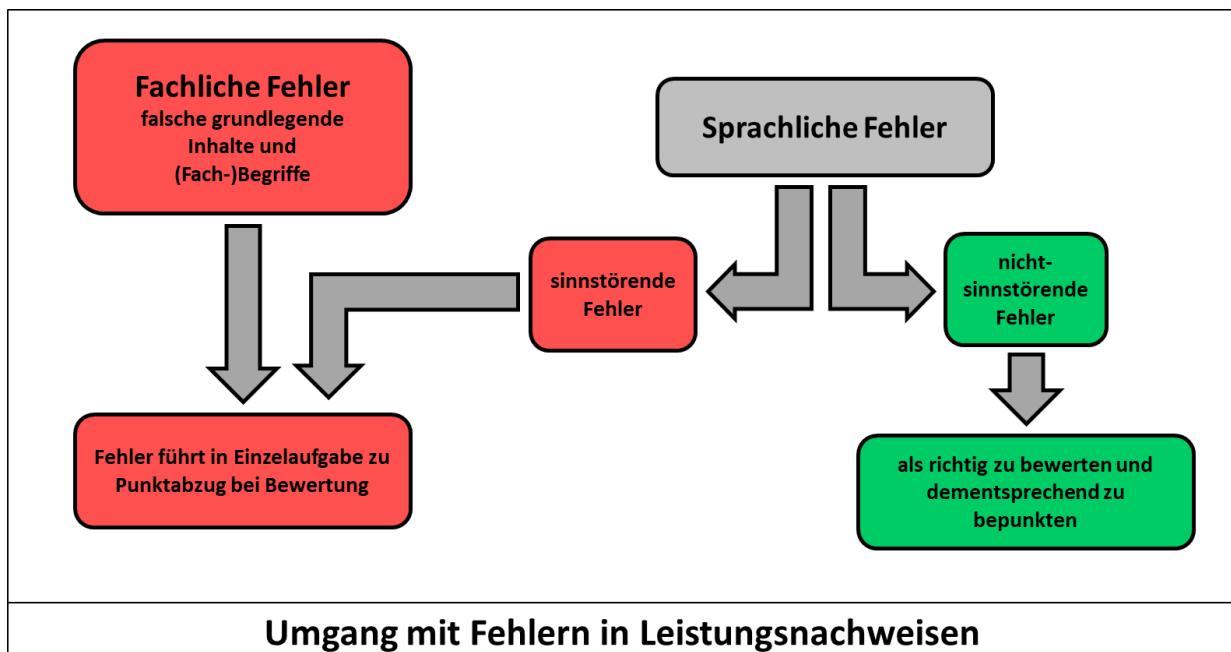 Fachliche Fehler
falsche grundlegende
Inhalte und
(Fach-)Begriffe
Sprachliche Fehler
sinnstörende
Fehler
nicht-
sinnstörende
Fehler
Fehler führt in Einzelaufgabe zu
Punktabzug bei Bewertung
als richtig zu bewerten und
dementsprechend zu
bepunkten
Umgang mit Fehlern in Leistungsnachweisen